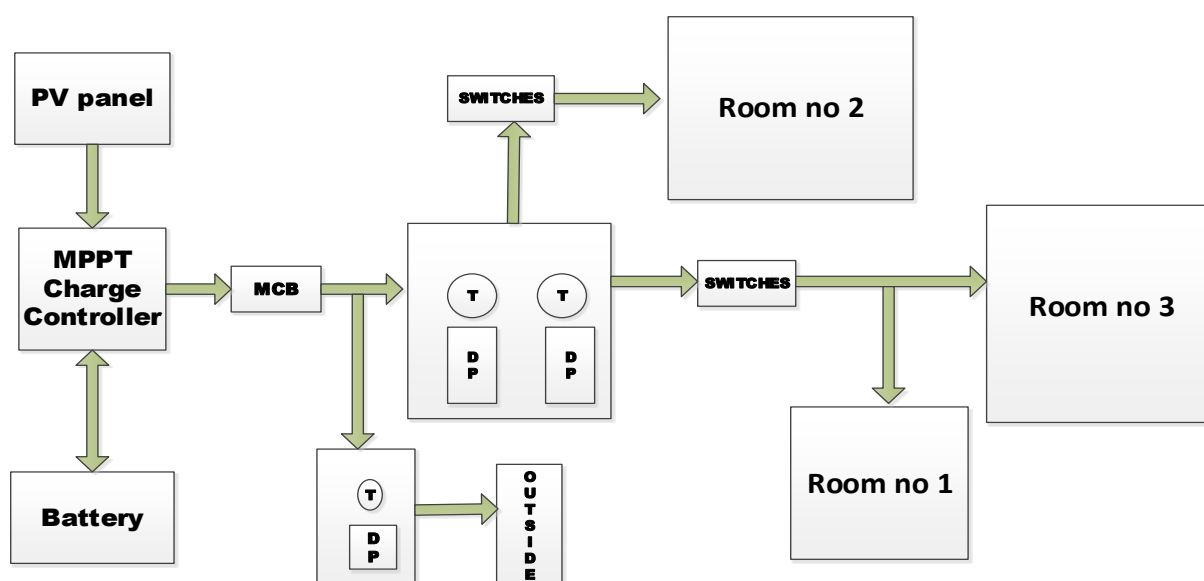 PV panel
SWITCHES
Room no 2
MPPT
Charge
Controller
MCB
T
T
D
P
D
P
SWITCHES
Room no 3
Room no 1
Battery
T
D
P
O
U
T
S
I
D
E